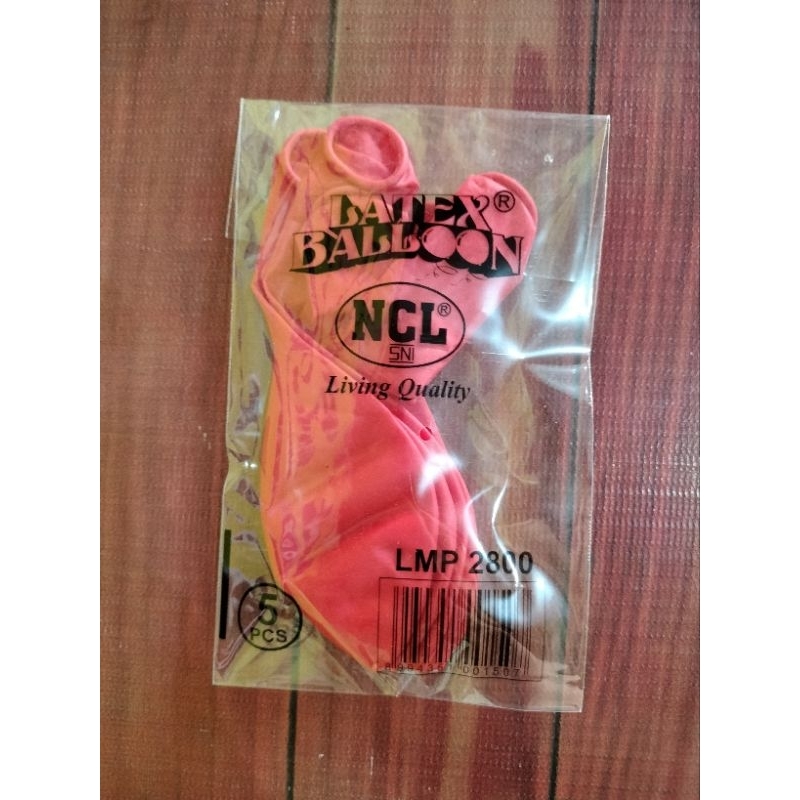 LATEX®
BALLOON
NCL®
SNI
Living Quality
LMP 2800
5
PCS